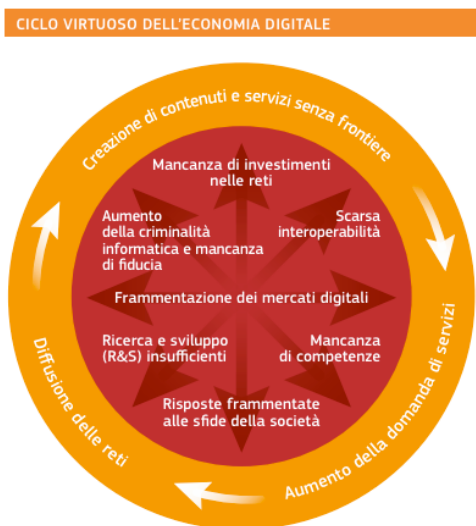 CICLO VIRTUOSO DELL'ECONOMIA DIGITALE
Creazione di contenuti e servizi senza frontiere
Mancanza di investimenti
nelle reti
Aumento
della criminalità
informatica e mancanza
di fiducia
Scarsa
interoperabilità
Frammentazione dei mercati digitali
Ricerca e sviluppo
(R&S) insufficienti
Mancanza
di competenze
Risposte frammentate
alle sfide della società
Aumento della domanda di servizi
Diffusione delle reti